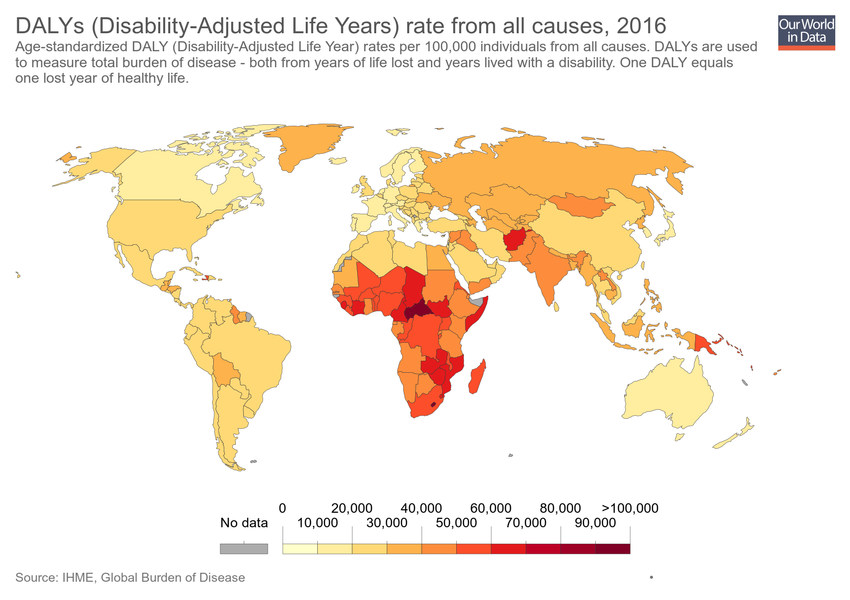 DALYs (Disability-Adjusted Life Years) rate from all causes, 2016
Our World
in Data
Age-standardized DALY (Disability-Adjusted Life Year) rates per 100,000 individuals from all causes. DALYs are used
to measure total burden of disease - both from years of life lost and years lived with a disability. One DALY equals
one lost year of healthy life.
0 20,000 40,000 60,000 80,000 >100,000
No data 10,000 30,000 50,000 70,000 90,000
Source: IHME, Global Burden of Disease